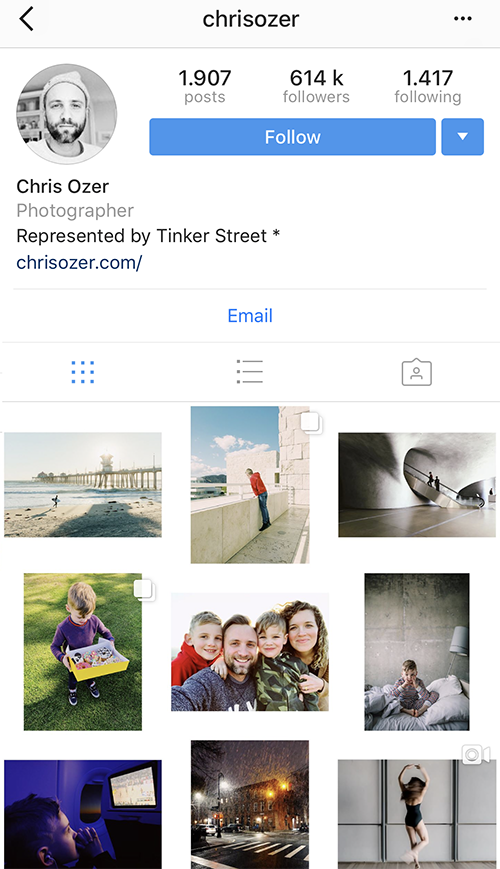 chrisozer
1.907 614 k 1.417
posts followers following
Follow
Chris Ozer
Photographer
Represented by Tinker Street *
chrisozer.com/
Email